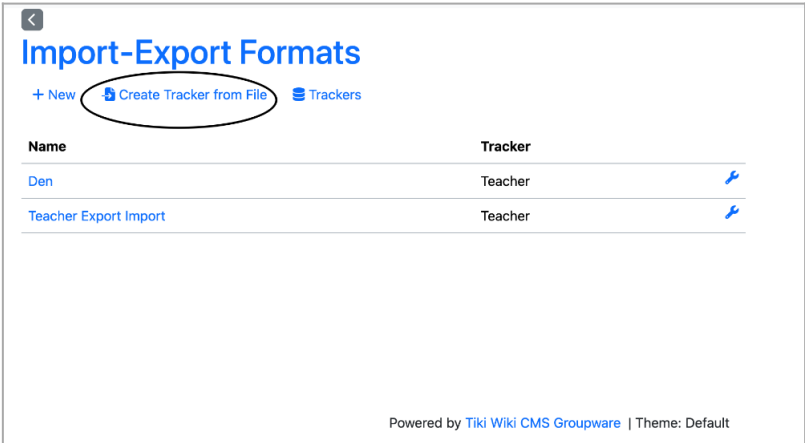 Import-Export Formats
+ New Create Tracker from File Trackers
Name Tracker
Den Teacher
Teacher Export Import Teacher
Powered by Tiki Wiki CMS Groupware | Theme: Default